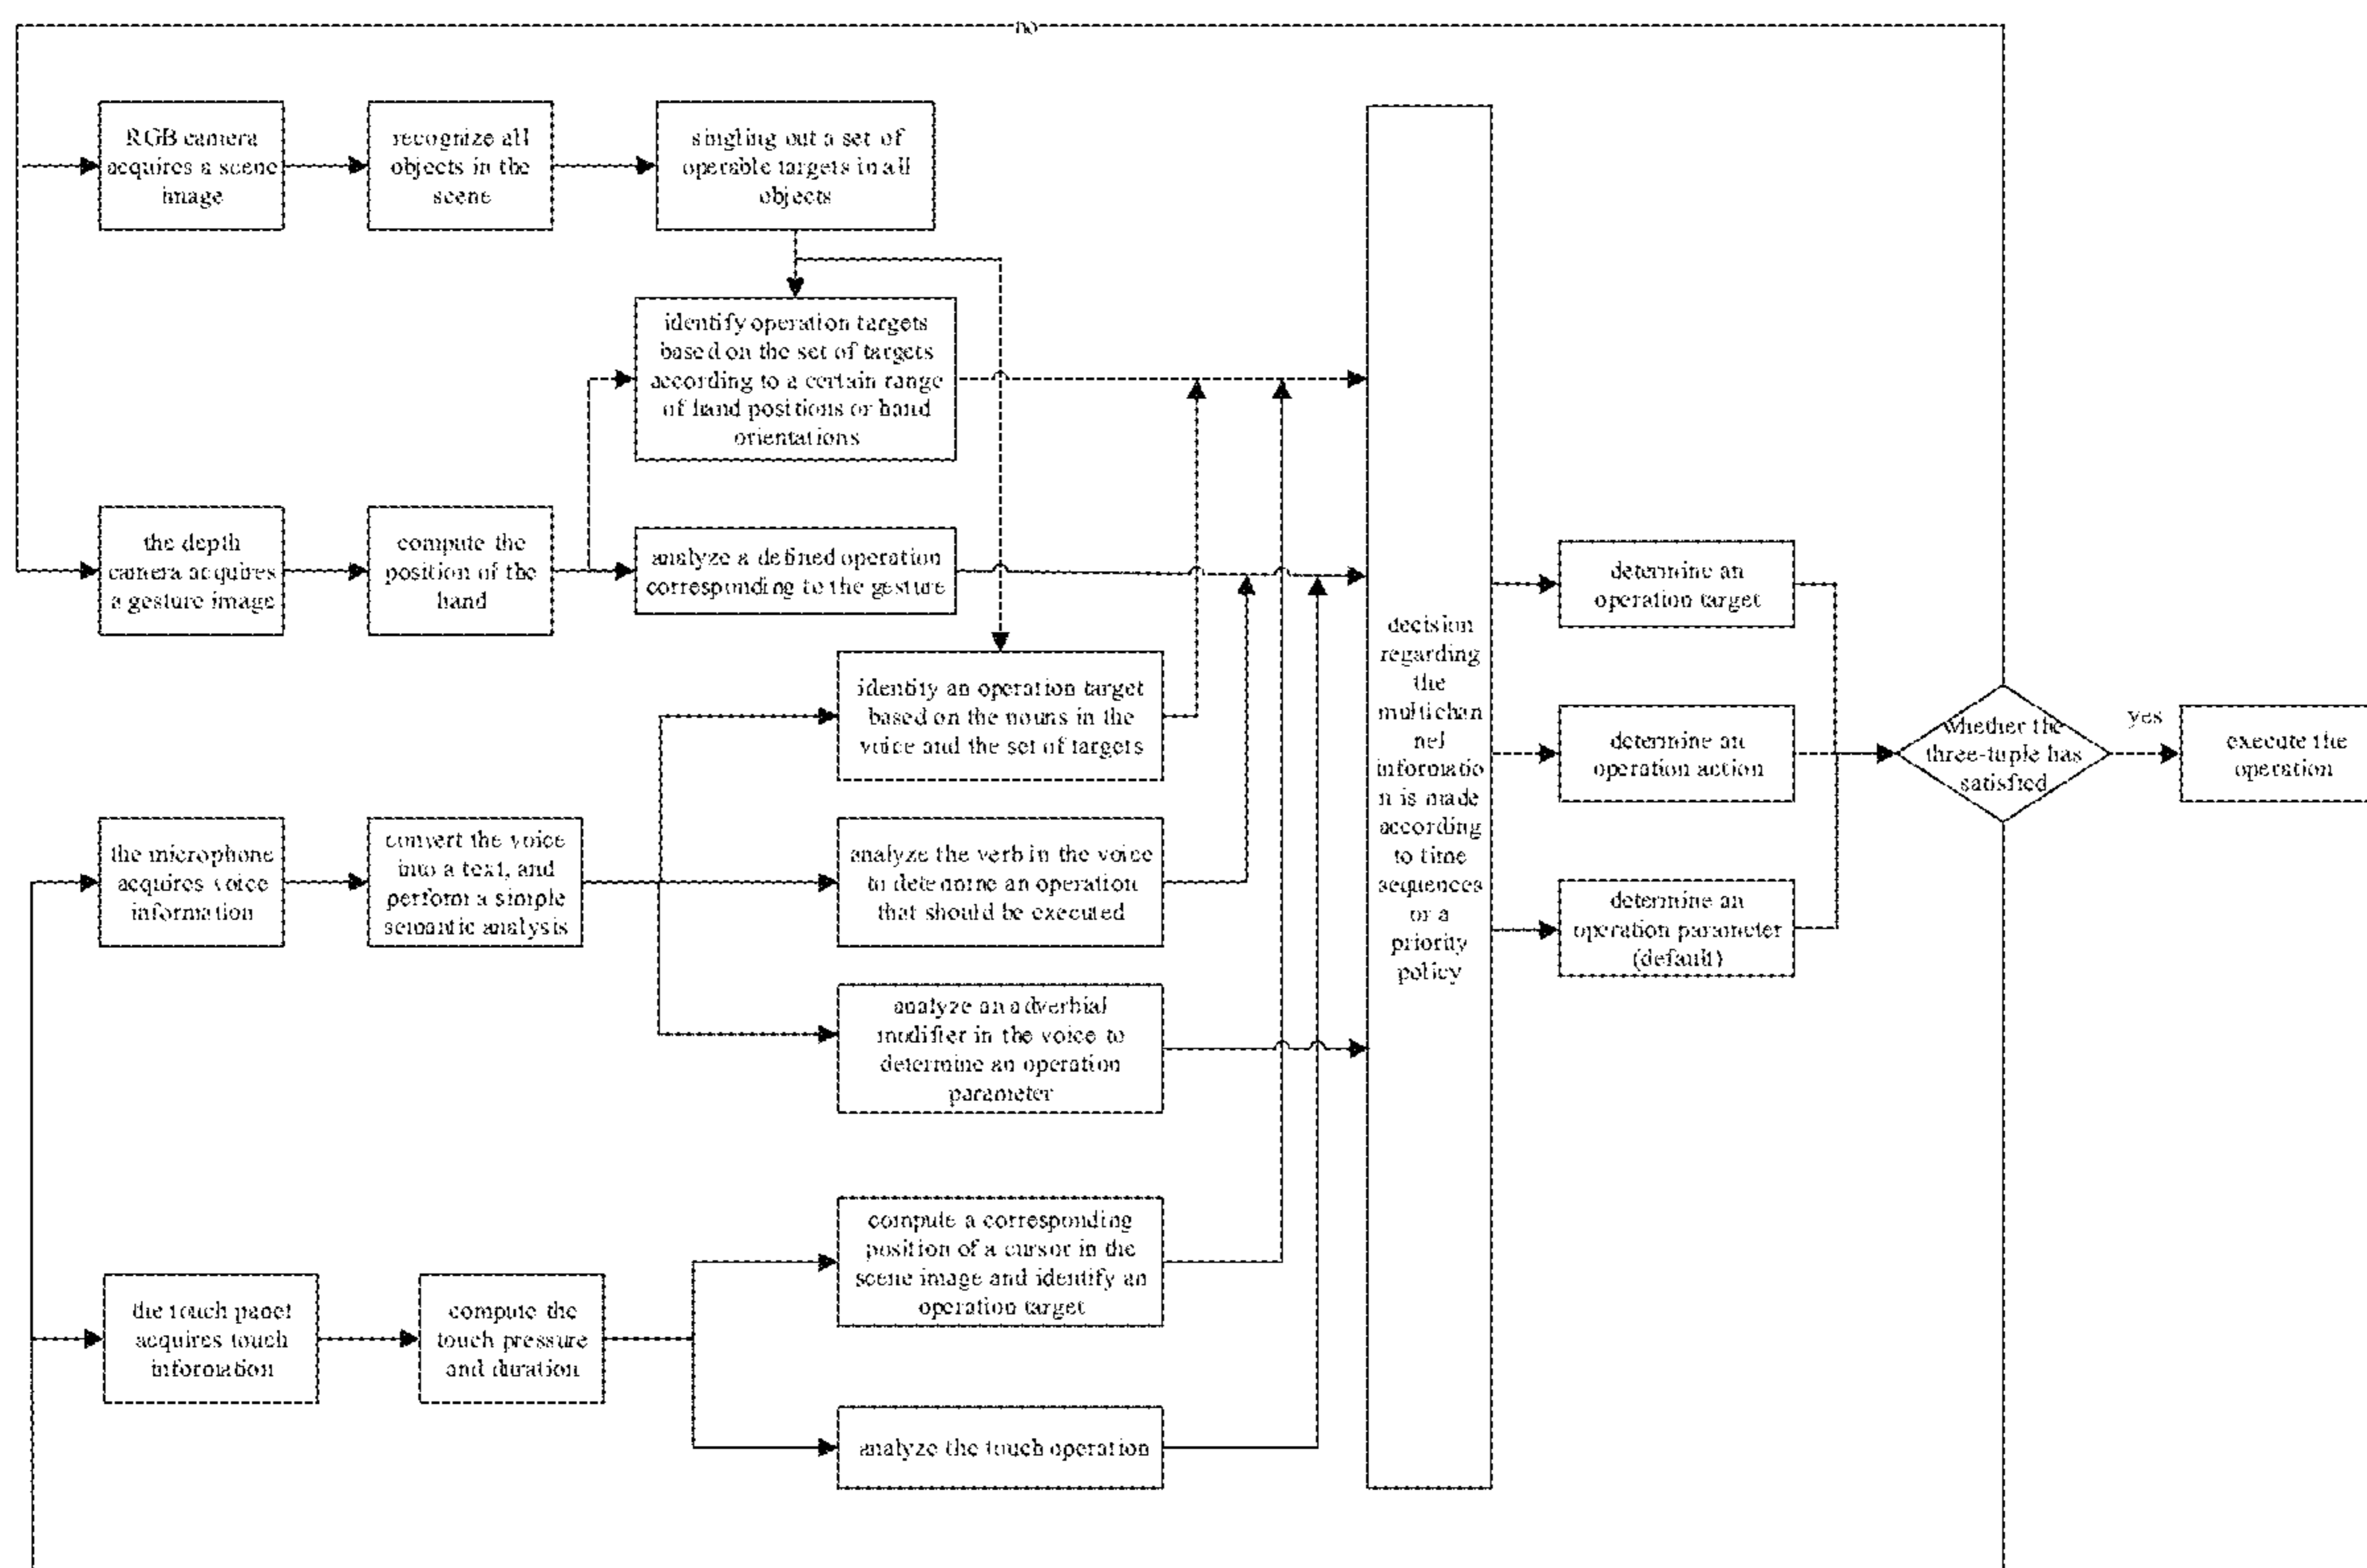 no
RGB camera
acquires a scene
image
recognize all
objects in the
scene
singling out a set of
operable targets in all
objects
identify operation targets
based on the set of targets
according to a certain range
of hand positions or hand
orientations
the depth
camera acquires
a gesture image
compute the
position of the
hand
analyze a defined operation
corresponding to the gesture
identify an operation target
based on the nouns in the
voice and the set of targets
the microphone
acquires voice
information
convert the voice
into a text, and
perform a simple
semantic analysis
analyze the verb in the voice
to determine an operation
that should be executed
analyze an adverbial
modifier in the voice to
determine an operation
parameter
the touch panel
acquires touch
information
compute the
touch pressure
and duration
compute a corresponding
position of a cursor in the
scene image and identify an
operation target
analyze the touch operation
decision
regarding
the
multichan
nel
informatio
n is made
according
to time
sequences
or a
priority
policy
determine an
operation target
determine an
operation action
determine an
operation parameter
(default)
whether the
three-tuple has
satisfied
yes
execute the
operation